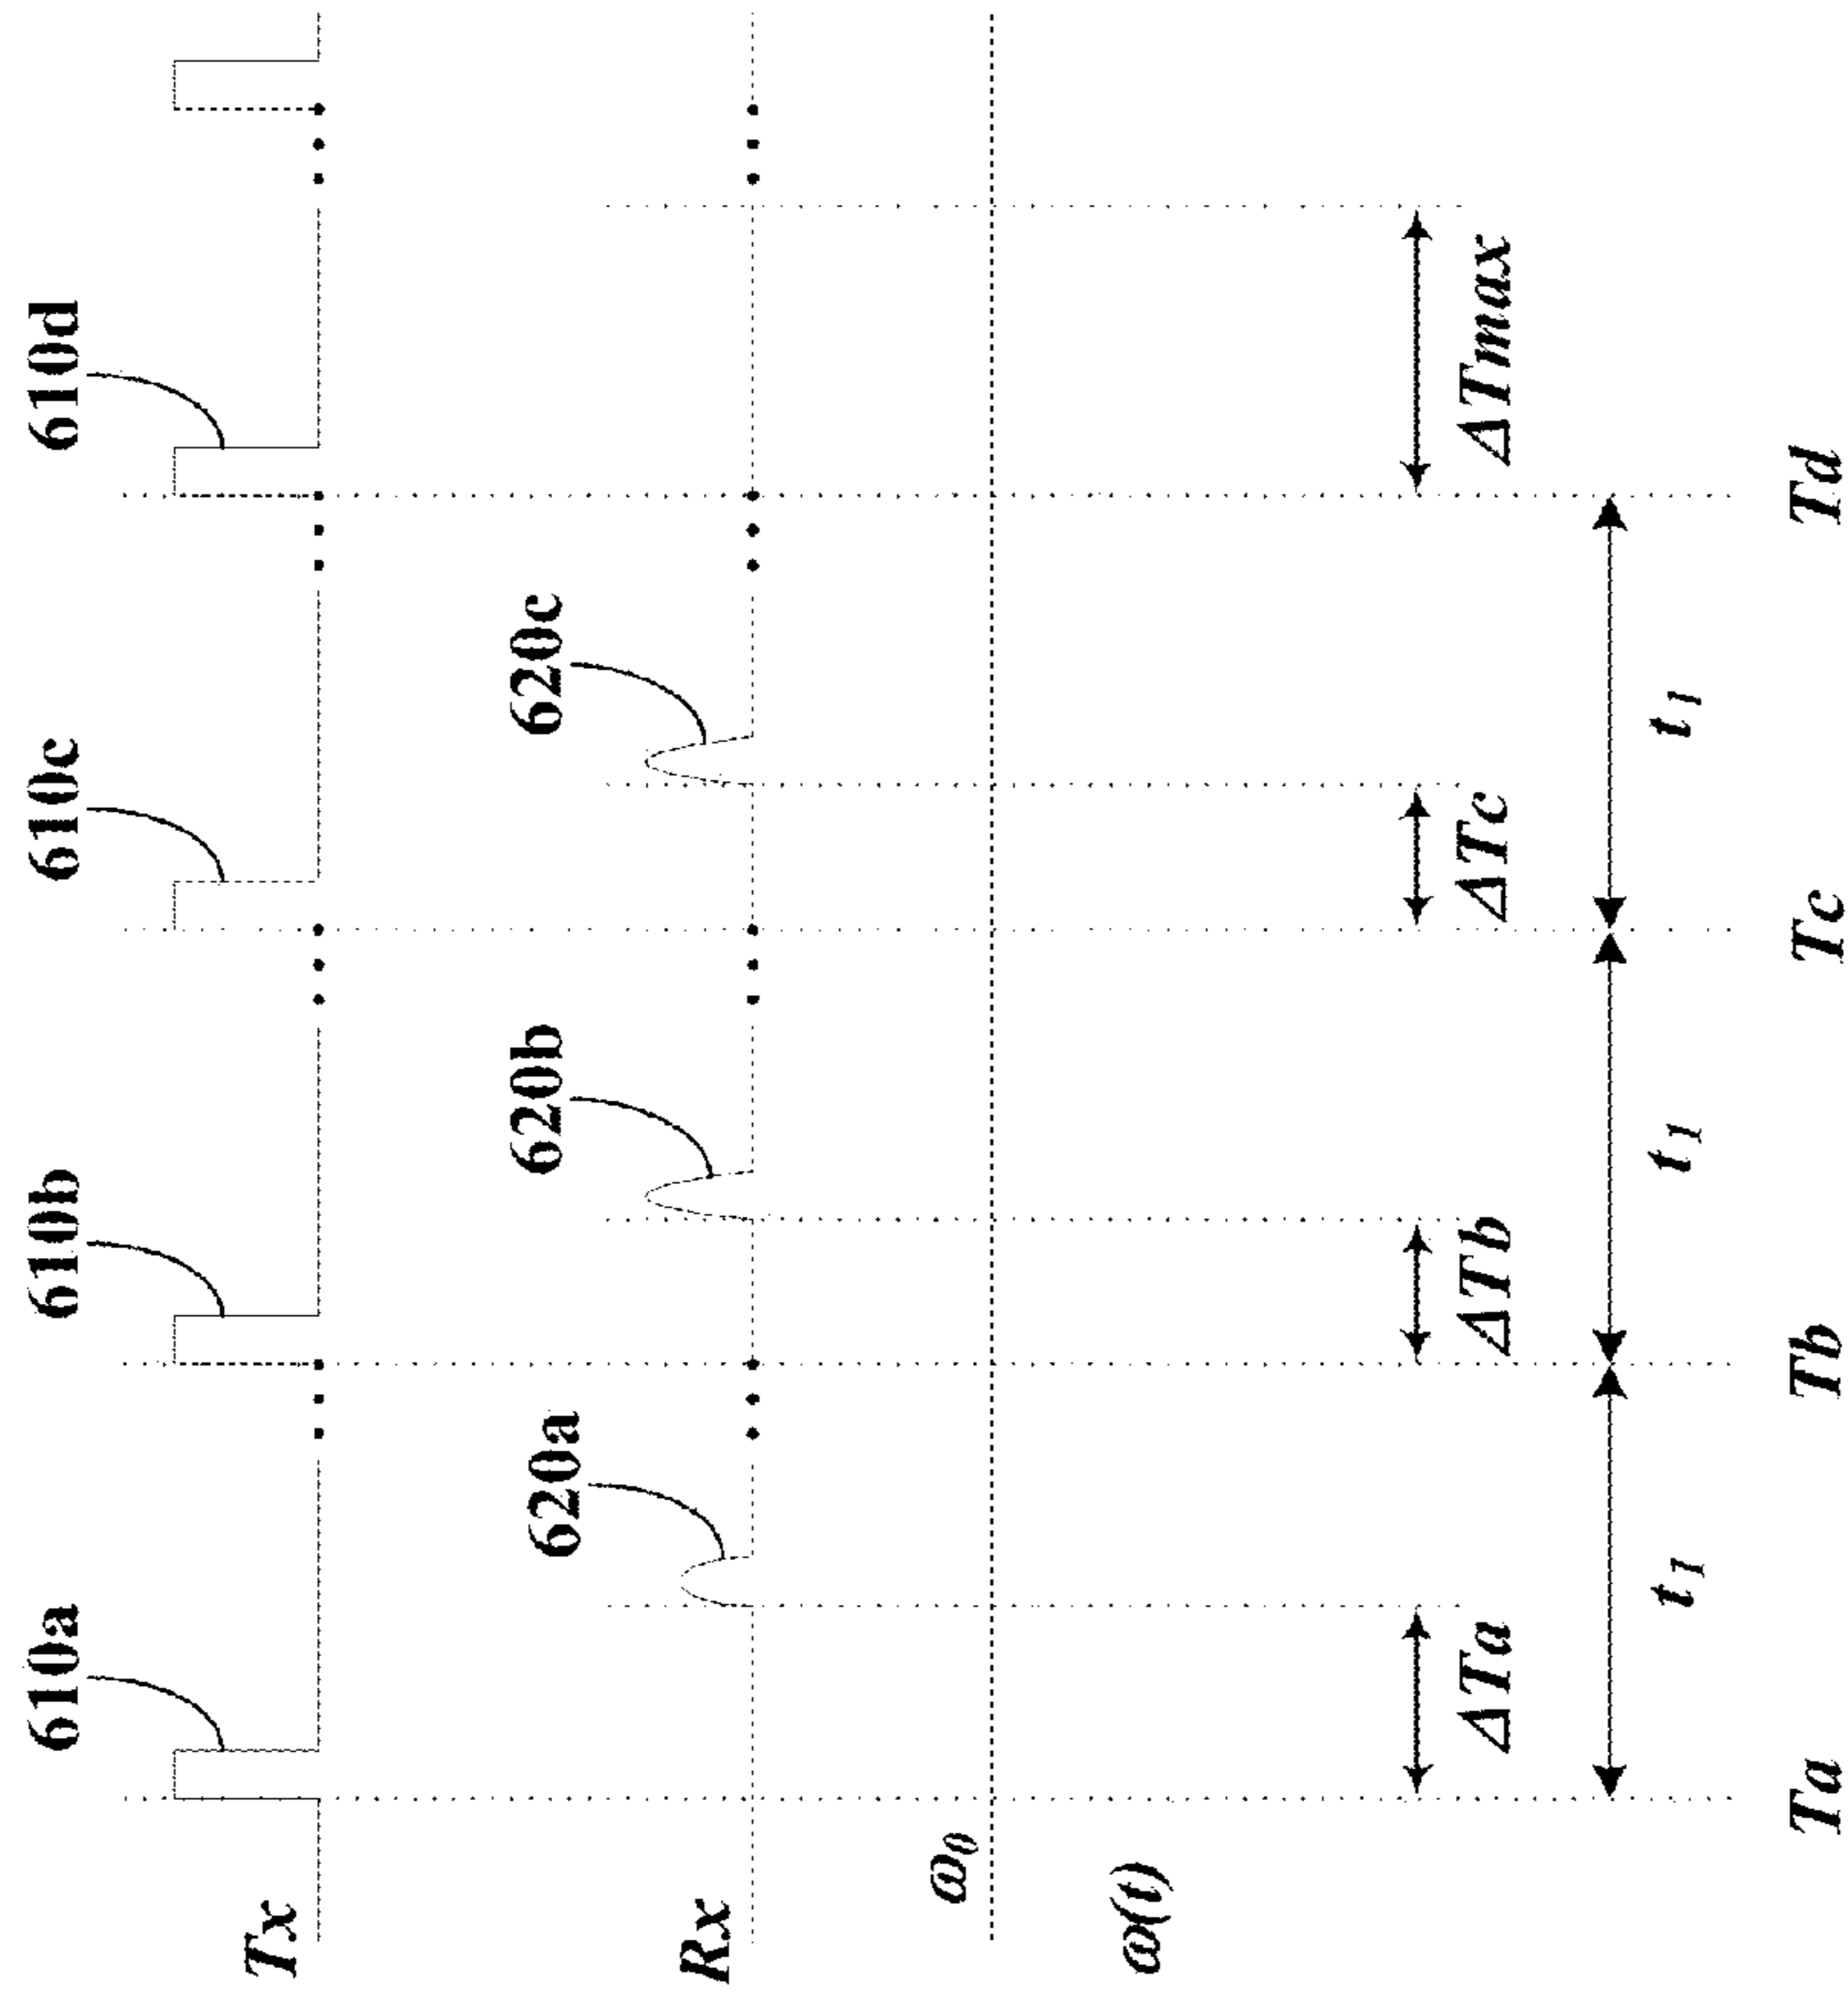 610a 610b 610c 610d
Tx
620a 620b 620c
Rx
ω0
ω(t)
ΔTa ΔTb ΔTc ΔTmax
t1 t1 t1
Ta Tb Tc Td